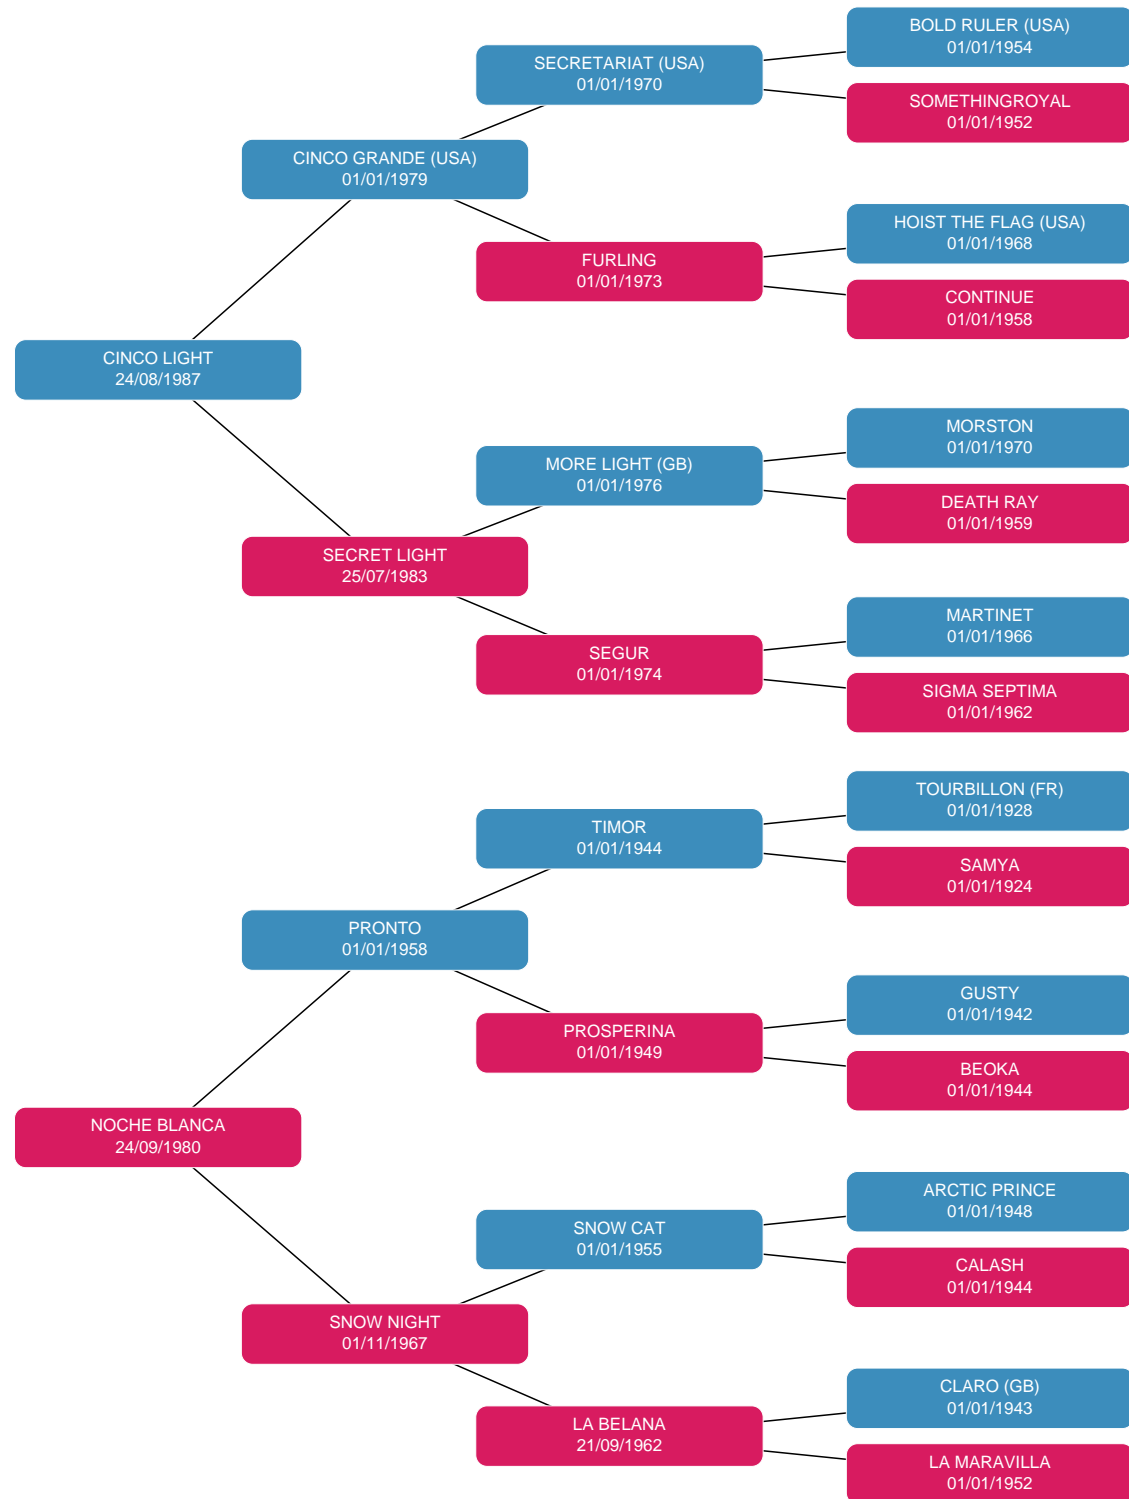 BOLD RULER (USA)
01/01/1954
SECRETARIAT (USA)
01/01/1970
SOMETHINGROYAL
01/01/1952
CINCO GRANDE (USA)
01/01/1979
HOIST THE FLAG (USA)
01/01/1968
FURLING
01/01/1973
CONTINUE
01/01/1958
CINCO LIGHT
24/08/1987
MORSTON
01/01/1970
MORE LIGHT (GB)
01/01/1976
DEATH RAY
01/01/1959
SECRET LIGHT
25/07/1983
MARTINET
01/01/1966
SEGUR
01/01/1974
SIGMA SEPTIMA
01/01/1962
TOURBILLON (FR)
01/01/1928
TIMOR
01/01/1944
SAMYA
01/01/1924
PRONTO
01/01/1958
GUSTY
01/01/1942
PROSPERINA
01/01/1949
BEOKA
01/01/1944
NOCHE BLANCA
24/09/1980
ARCTIC PRINCE
01/01/1948
SNOW CAT
01/01/1955
CALASH
01/01/1944
SNOW NIGHT
01/11/1967
CLARO (GB)
01/01/1943
LA BELANA
21/09/1962
LA MARAVILLA
01/01/1952